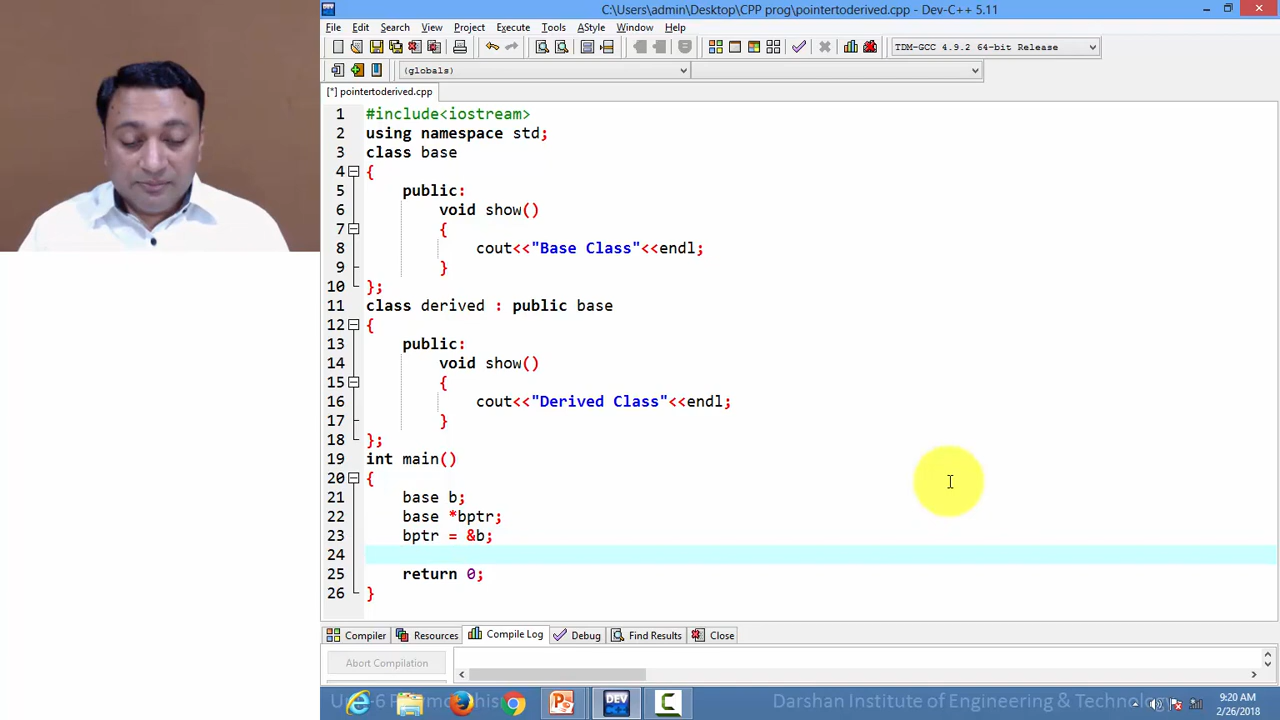 C:\Users\admin\Desktop\CPP prog\pointertoderived.cpp - Dev-C++ 5.11
File Edit Search View Project Execute Tools AStyle Window Help
TDM-GCC 4.9.2 64-bit Release
(globals)
[*] pointertoderived.cpp
1 #include<iostream>
2 using namespace std;
3 class base
4 {
5 public:
6 void show()
7 {
8 cout<<"Base Class"<<endl;
9 }
10 };
11 class derived : public base
12 {
13 public:
14 void show()
15 {
16 cout<<"Derived Class"<<endl;
17 }
18 };
19 int main()
20 {
21 base b;
22 base *bptr;
23 bptr = &b;
24
25 return 0;
26 }
Compiler Resources Compile Log Debug Find Results Close
Abort Compilation
Darshan Institute of Engineering &
9:20 AM
2/26/2018